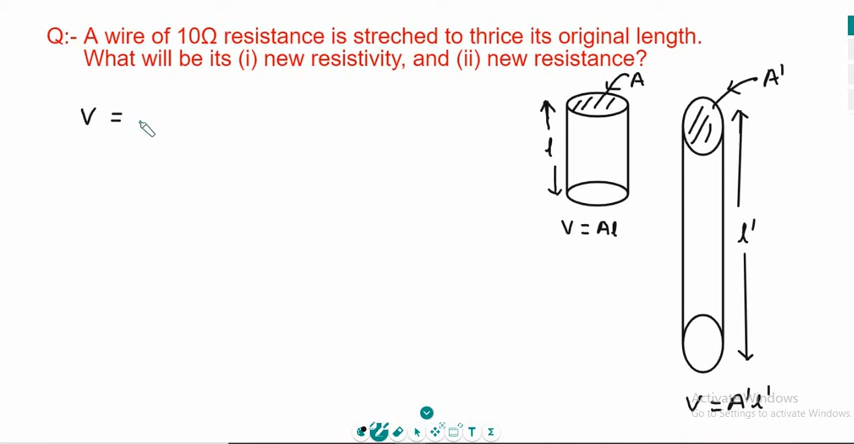 Q:- A wire of 10Ω resistance is streched to thrice its original length.
What will be its (i) new resistivity, and (ii) new resistance?
A
A'
V =
l
V = Al
l'
V = A'l'
Activate Windows
Go to Settings to activate Windows.
T Σ